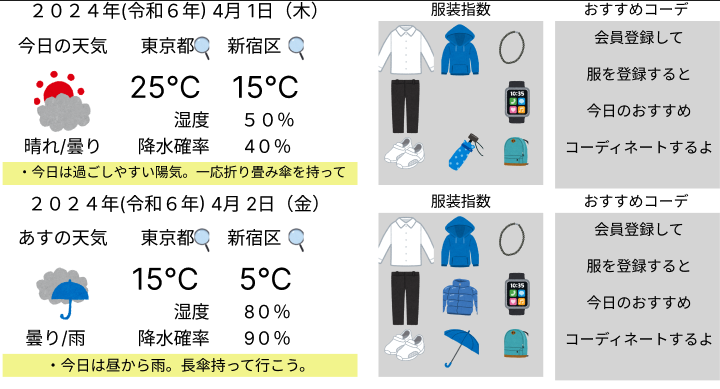 ２０２４年(令和６年) 4月 1日（木）
今日の天気 東京都 新宿区
25°C 15°C
湿度 ５０％
晴れ/曇り 降水確率 ４０％
・今日は過ごしやすい陽気。一応折り畳み傘を持って
服装指数
10:35
おすすめコーデ
会員登録して
服を登録すると
今日のおすすめ
コーディネートするよ
２０２４年(令和６年) 4月 2日（金）
あすの天気 東京都 新宿区
15°C 5°C
湿度 ８０％
曇り/雨 降水確率 ９０％
・今日は昼から雨。長傘持って行こう。
服装指数
10:35
おすすめコーデ
会員登録して
服を登録すると
今日のおすすめ
コーディネートするよ